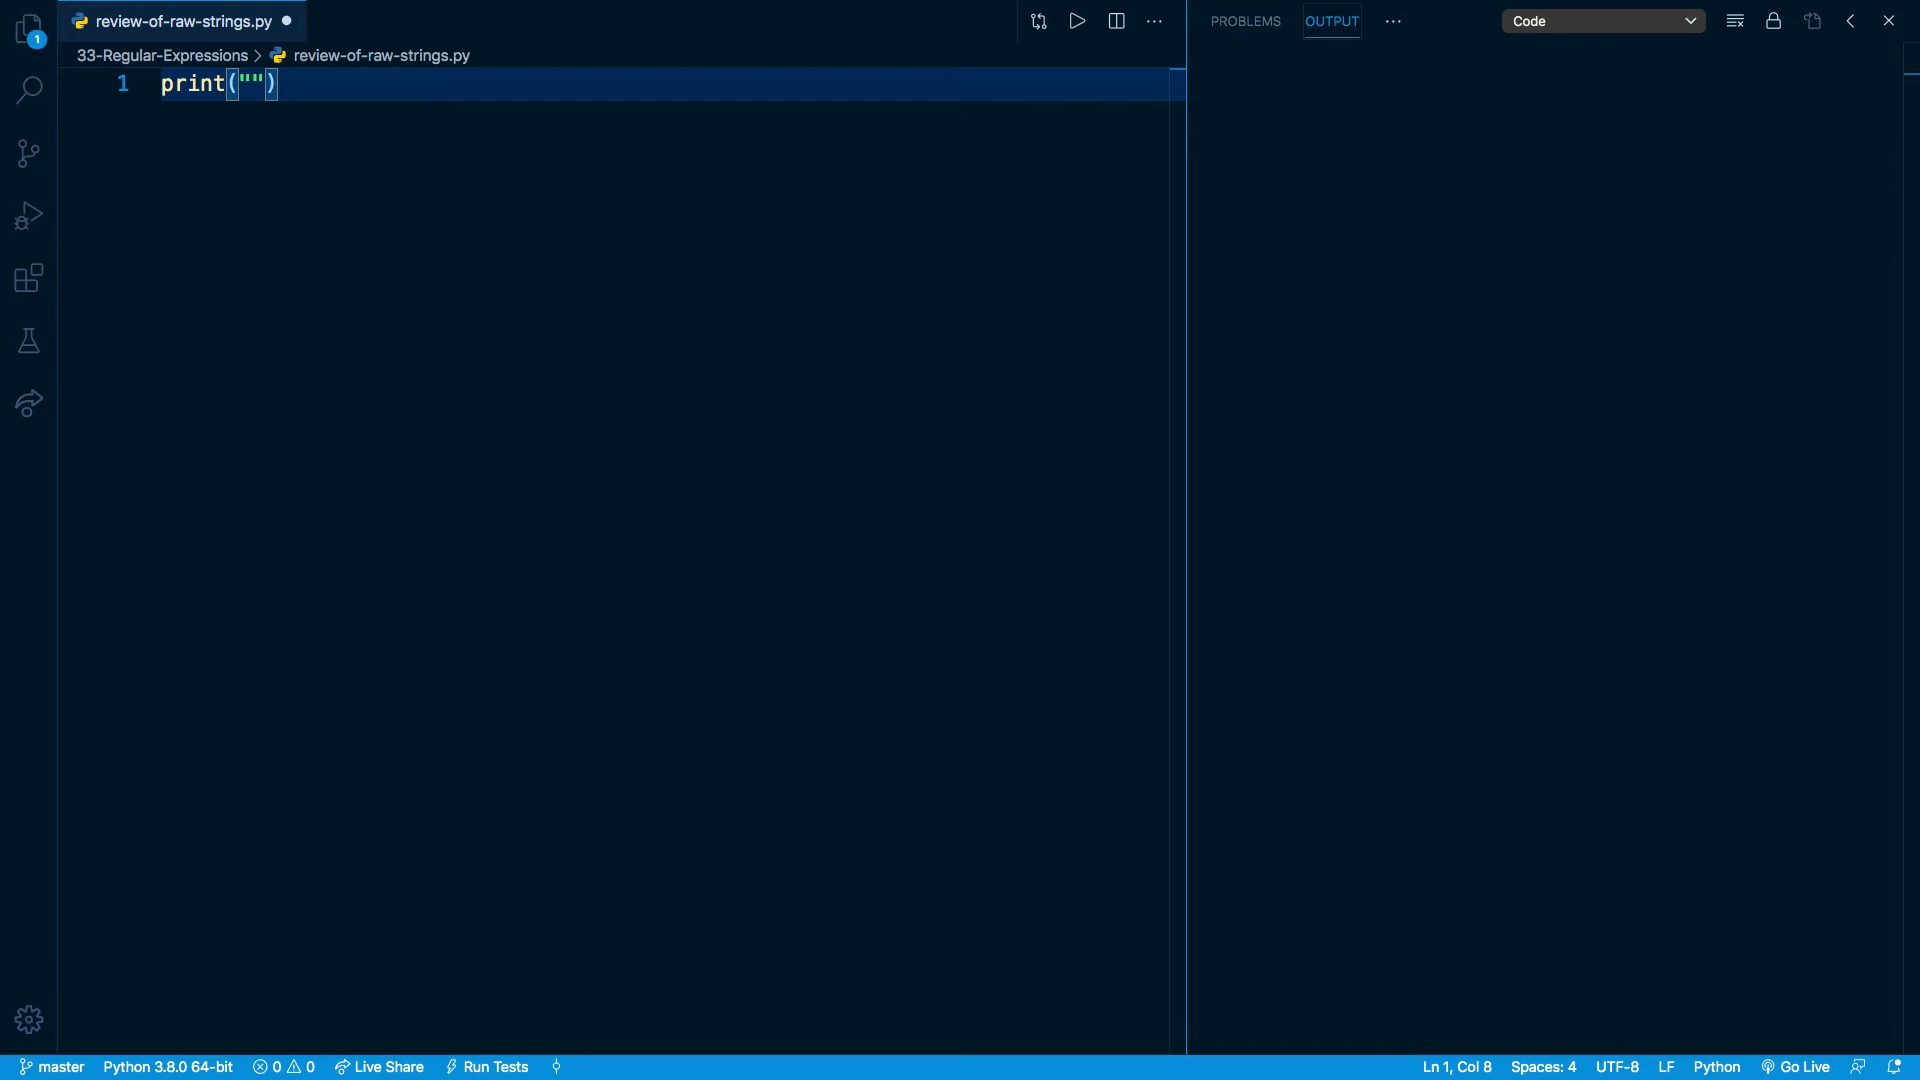 review-of-raw-strings.py
PROBLEMS
OUTPUT
Code
1
33-Regular-Expressions
review-of-raw-strings.py
1 print("")
master
Python 3.8.0 64-bit
0
0
Live Share
Run Tests
Ln 1, Col 8
Spaces: 4
UTF-8
LF
Python
Go Live